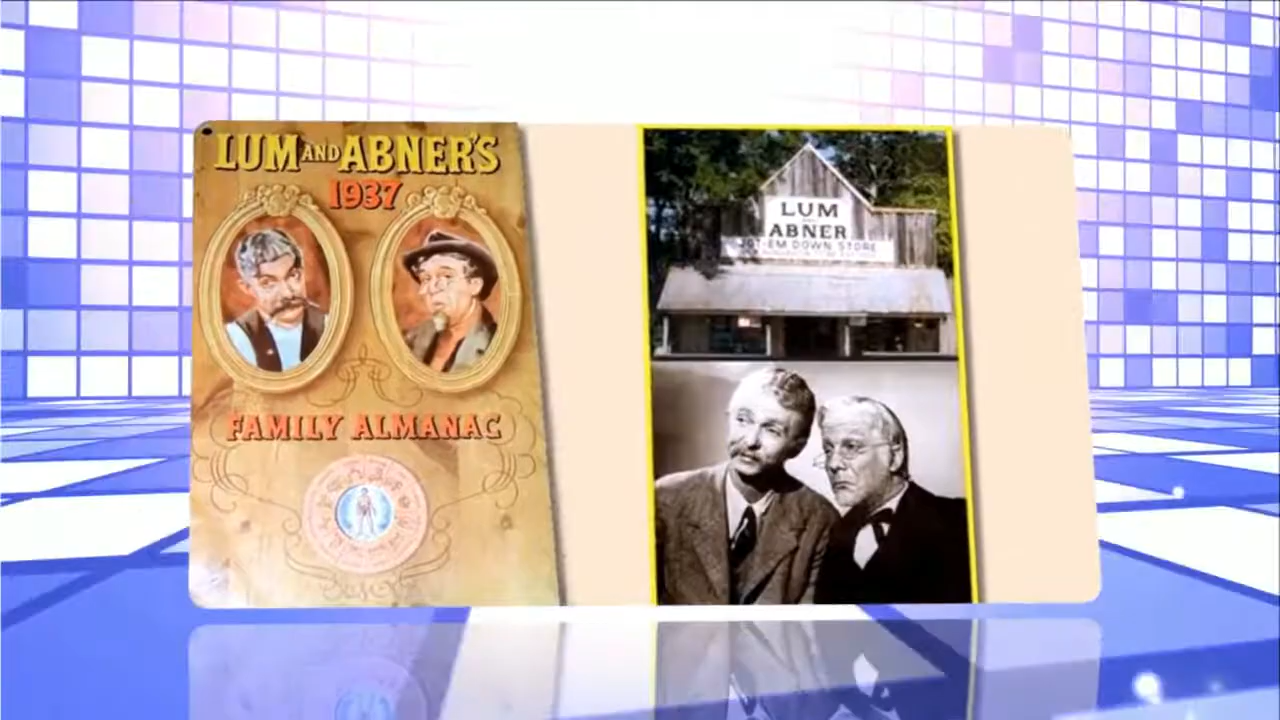 LUM AND ABNER'S
1937
FAMILY ALMANAC
LUM
AND
ABNER
JOT-EM DOWN STORE